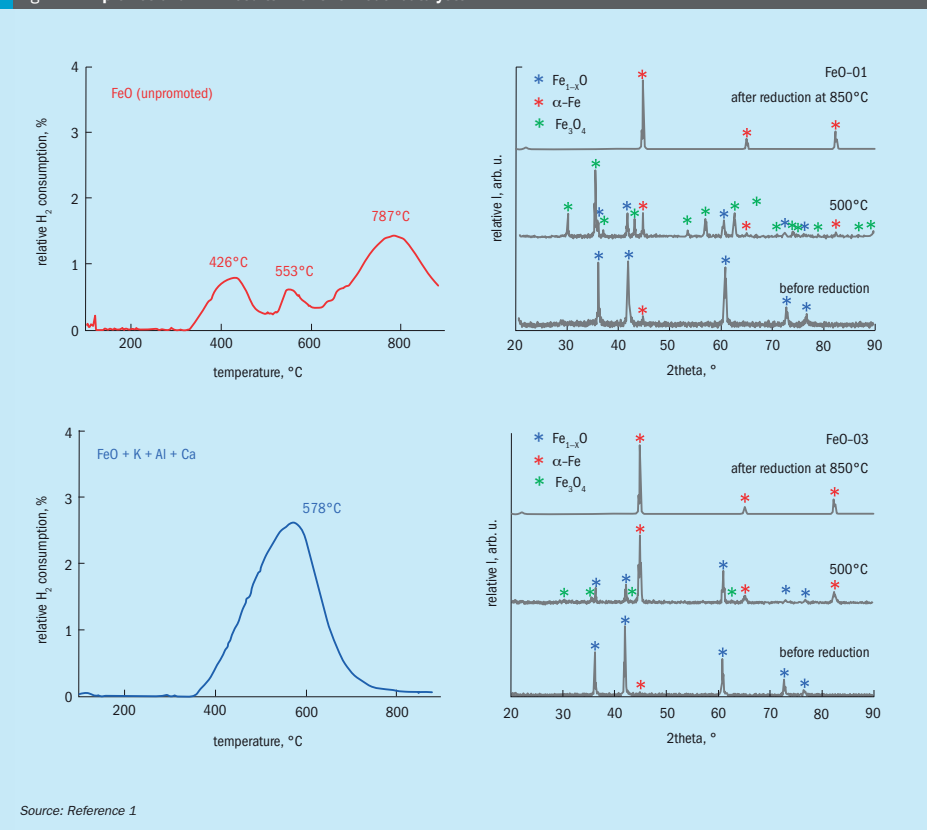 4
3
2
1
0
relative H2 consumption, %
FeO (unpromoted)
426°C
553°C
787°C
200
400
600
800
temperature, °C
relative I, arb. u.
* Fe1–XO
* α–Fe
* Fe3O4
FeO–01
after reduction at 850°C
500°C
before reduction
20 30 40 50 60 70 80 90
2theta, °
4
3
2
1
0
relative H2 consumption, %
FeO + K + Al + Ca
578°C
200
400
600
800
temperature, °C
relative I, arb. u.
* Fe1–XO
* α–Fe
* Fe3O4
FeO–03
after reduction at 850°C
500°C
before reduction
20 30 40 50 60 70 80 90
2theta, °
Source: Reference 1